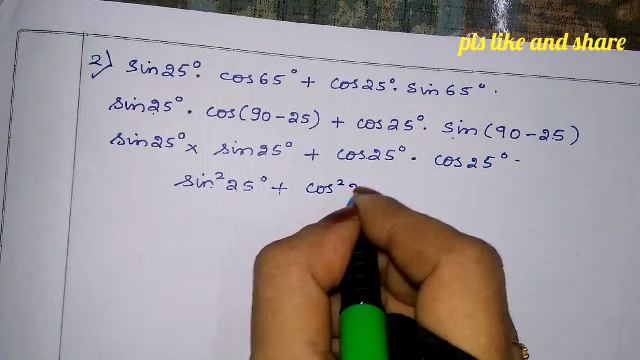 pls like and share
2) sin25°. cos65° + cos25°. sin65°.
sin25°. cos(90-25) + cos25°. sin(90-25)
sin25° × sin25° + cos25°. cos25°.
sin²25° + cos²